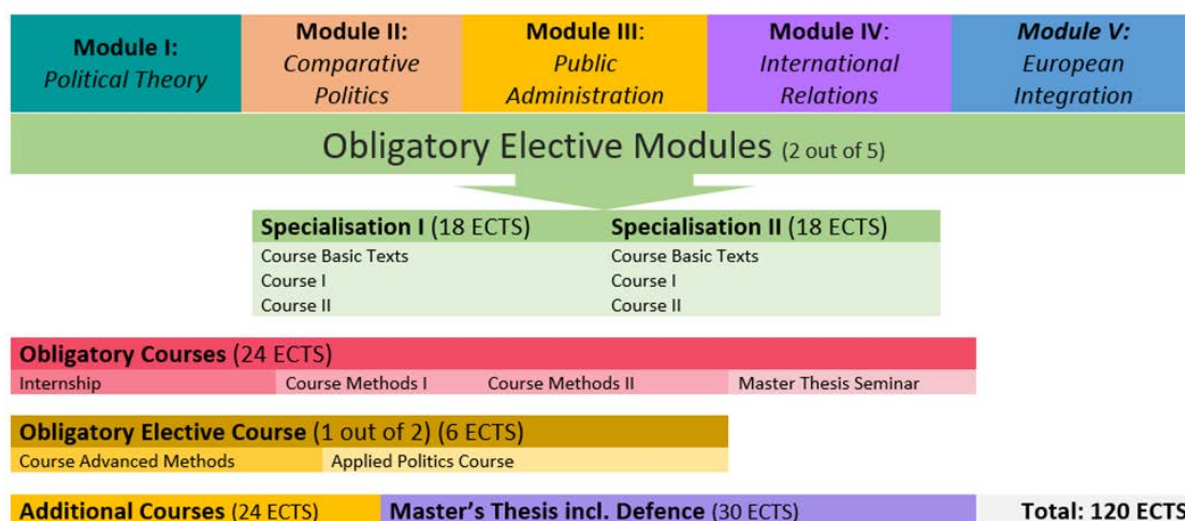 Module I:
Political Theory
Module II:
Comparative
Politics
Module III:
Public
Administration
Module IV:
International
Relations
Module V:
European
Integration
Obligatory Elective Modules (2 out of 5)
Specialisation I (18 ECTS)
Course Basic Texts
Course I
Course II
Specialisation II (18 ECTS)
Course Basic Texts
Course I
Course II
Obligatory Courses (24 ECTS)
Internship
Course Methods I
Course Methods II
Master Thesis Seminar
Obligatory Elective Course (1 out of 2) (6 ECTS)
Course Advanced Methods
Applied Politics Course
Additional Courses (24 ECTS)
Master's Thesis incl. Defence (30 ECTS)
Total: 120 ECTS